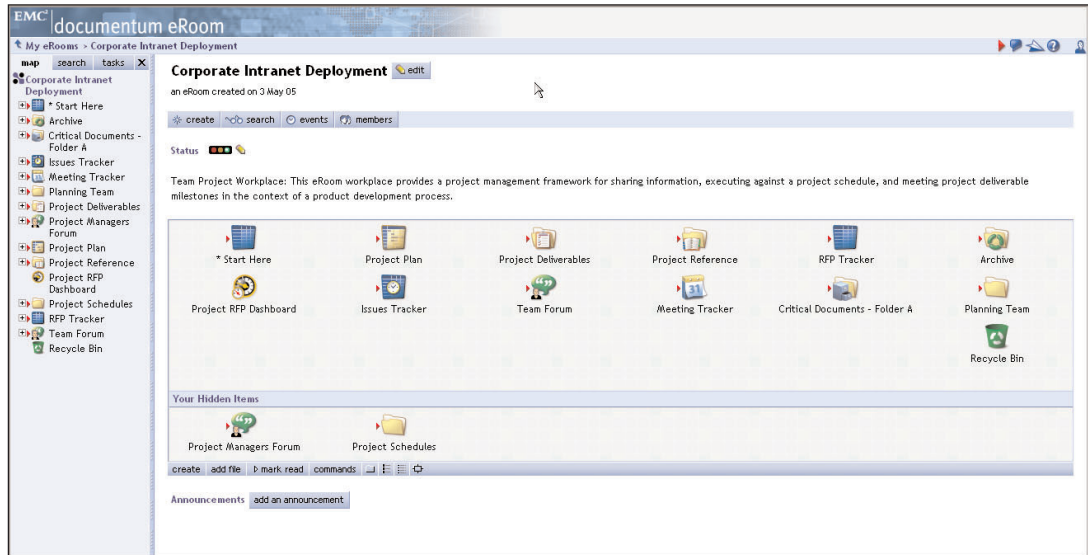 EMC² documentum eRoom
My eRooms > Corporate Intranet Deployment
map search tasks X
Corporate Intranet
Deployment
* Start Here
Archive
Critical Documents -
Folder A
Issues Tracker
Meeting Tracker
Planning Team
Project Deliverables
Project Managers
Forum
Project Plan
Project Reference
Project RFP
Dashboard
Project Schedules
RFP Tracker
Team Forum
Recycle Bin
Corporate Intranet Deployment edit
an eRoom created on 3 May 05
create search events members
Status
Team Project Workplace: This eRoom workplace provides a project management framework for sharing information, executing against a project schedule, and meeting project deliverable
milestones in the context of a product development process.
* Start Here Project Plan Project Deliverables Project Reference RFP Tracker Archive
31
Project RFP Dashboard Issues Tracker Team Forum Meeting Tracker Critical Documents - Folder A Planning Team
Recycle Bin
Your Hidden Items
Project Managers Forum Project Schedules
create add file mark read commands
Announcements add an announcement